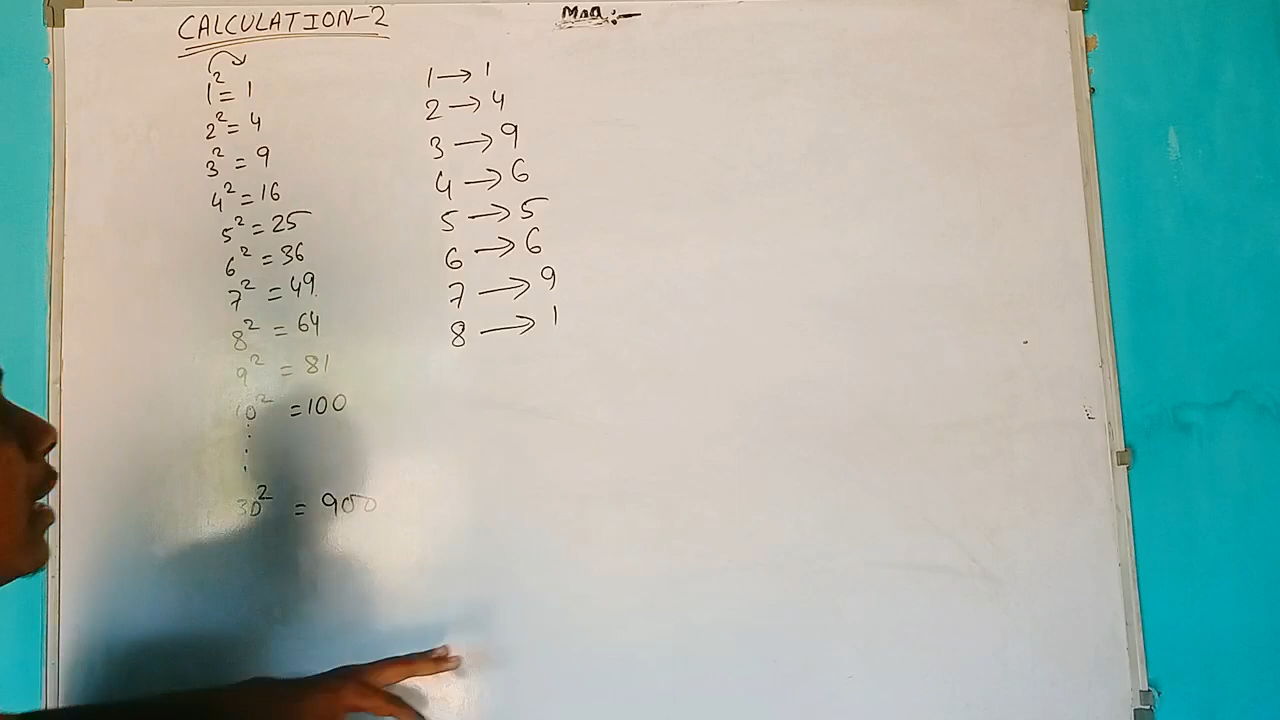 CALCULATION-2
1² = 1
2² = 4
3² = 9
4² = 16
5² = 25
6² = 36
7² = 49
8² = 64
9² = 81
10² = 100
30² = 900
1 → 1
2 → 4
3 → 9
4 → 6
5 → 5
6 → 6
7 → 9
8 → 1